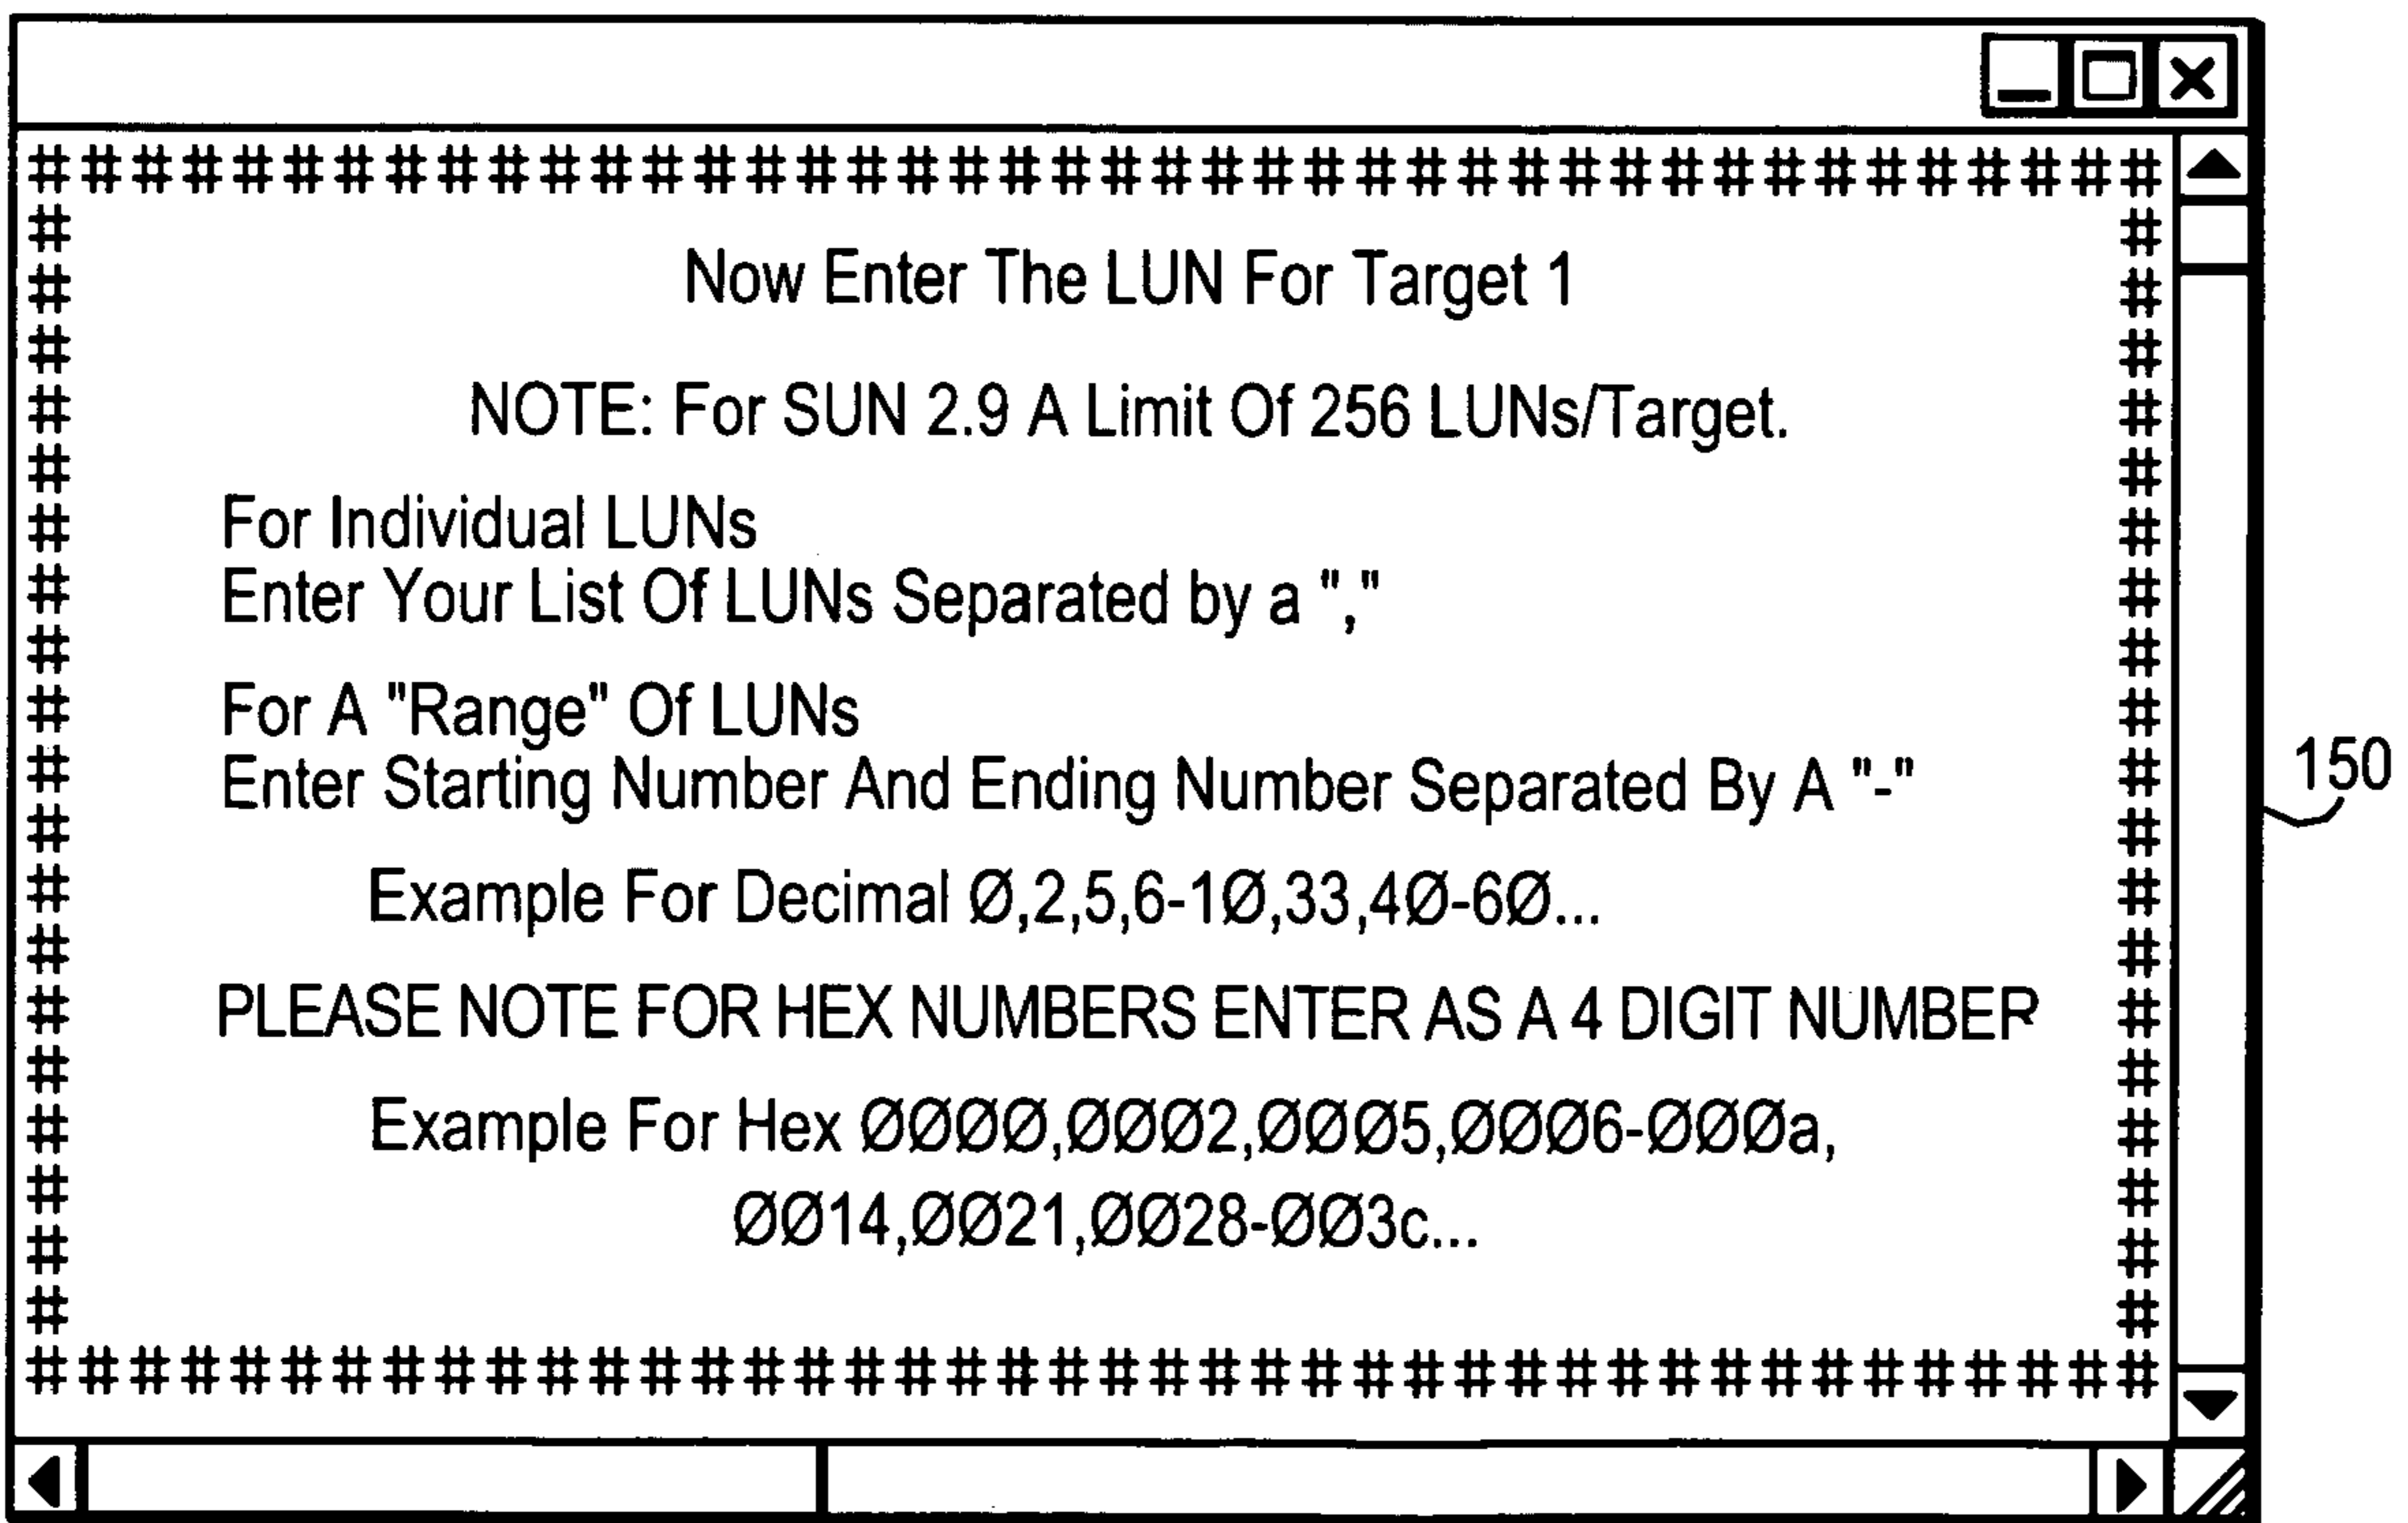 # # # # # # # # # # # # # # # # # # # # # # # # # # # # # # # # # # # # # # # # # #
Now Enter The LUN For Target 1
NOTE: For SUN 2.9 A Limit Of 256 LUNs/Target.
For Individual LUNs
Enter Your List Of LUNs Separated by a ","
For A "Range" Of LUNs
Enter Starting Number And Ending Number Separated By A "-"
150
Example For Decimal Ø,2,5,6-1Ø,33,4Ø-6Ø...
PLEASE NOTE FOR HEX NUMBERS ENTER AS A 4 DIGIT NUMBER
Example For Hex ØØØØ,ØØØ2,ØØØ5,ØØØ6-ØØØa,
ØØ14,ØØ21,ØØ28-ØØ3c...
# # # # # # # # # # # # # # # # # # # # # # # # # # # # # # # # # # # # # # # # # #